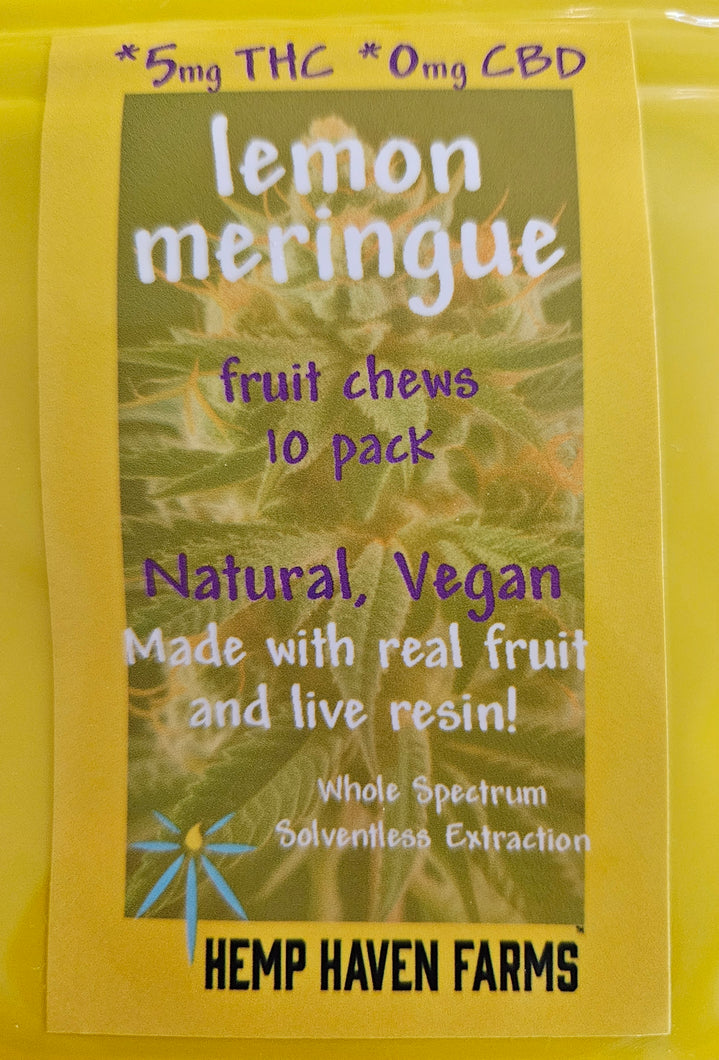 *5mg THC *0mg CBD
lemon
meringue
fruit chews
10 pack
Natural, Vegan
Made with real fruit
and live resin!
Whole Spectrum
Solventless Extraction
HEMP HAVEN FARMS™